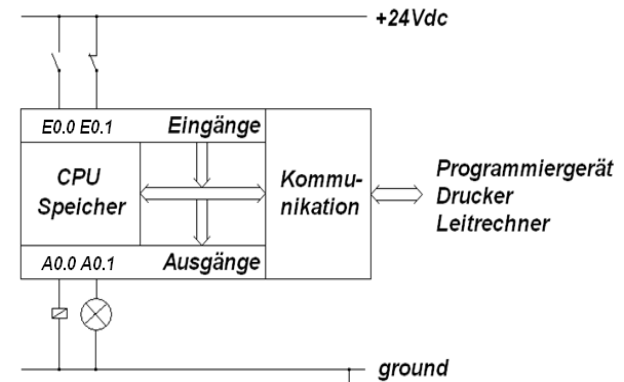 +24Vdc
E0.0 E0.1 Eingänge
CPU
Speicher
Kommu-
nikation
Programmiergerät
Drucker
Leitrechner
A0.0 A0.1 Ausgänge
ground